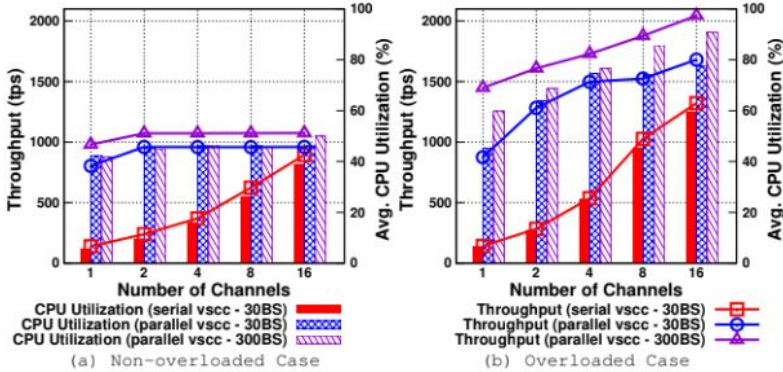 2000
1500
1000
500
0
Throughput (tps)
100
80
60
40
20
0
Avg. CPU Utilization (%)
1 2 4 8 16
Number of Channels
2000
1500
1000
500
0
Throughput (tps)
100
80
60
40
20
0
Avg. CPU Utilization (%)
1 2 4 8 16
Number of Channels
CPU Utilization (serial vscc - 30BS)
CPU Utilization (parallel vscc - 30BS)
CPU Utilization (parallel vscc - 300BS)
Throughput (serial vscc - 30BS)
Throughput (parallel vscc - 30BS)
Throughput (parallel vscc - 300BS)
(a) Non-overloaded Case
(b) Overloaded Case